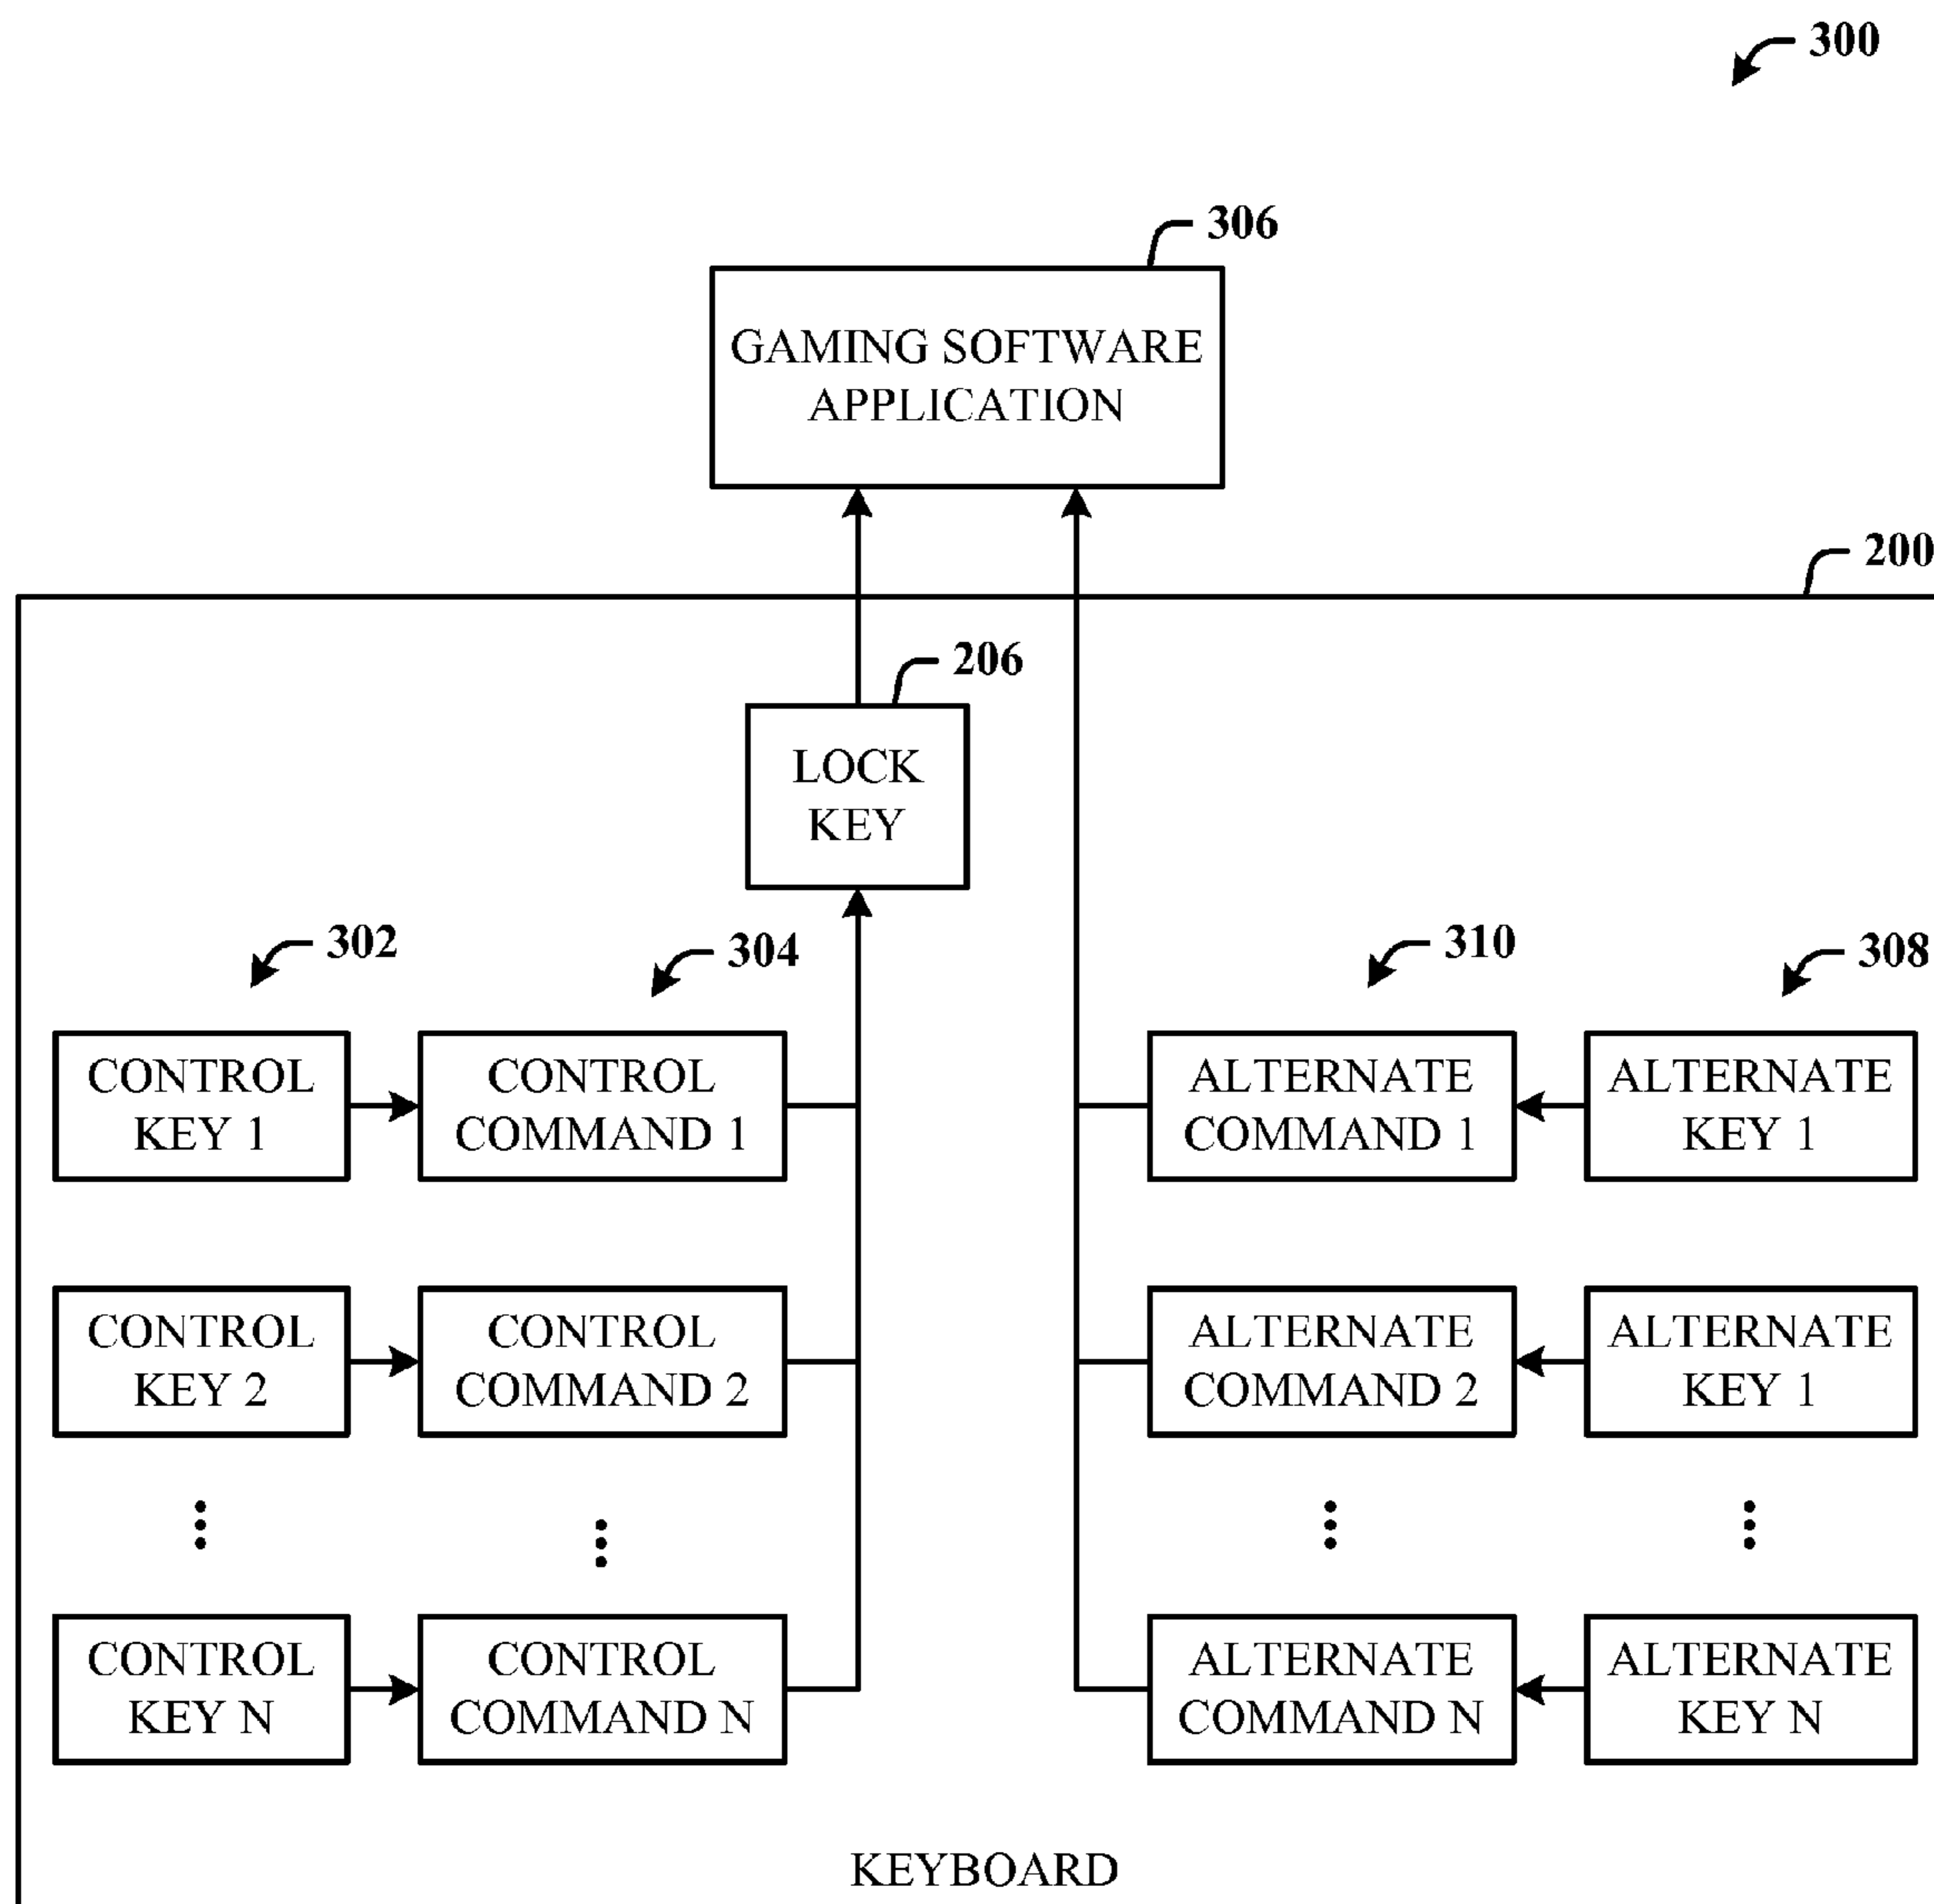 300
306
GAMING SOFTWARE
APPLICATION
200
206
LOCK
KEY
302
304
310
308
CONTROL
KEY 1
CONTROL
COMMAND 1
ALTERNATE
COMMAND 1
ALTERNATE
KEY 1
CONTROL
KEY 2
CONTROL
COMMAND 2
ALTERNATE
COMMAND 2
ALTERNATE
KEY 1
CONTROL
KEY N
CONTROL
COMMAND N
ALTERNATE
COMMAND N
ALTERNATE
KEY N
KEYBOARD